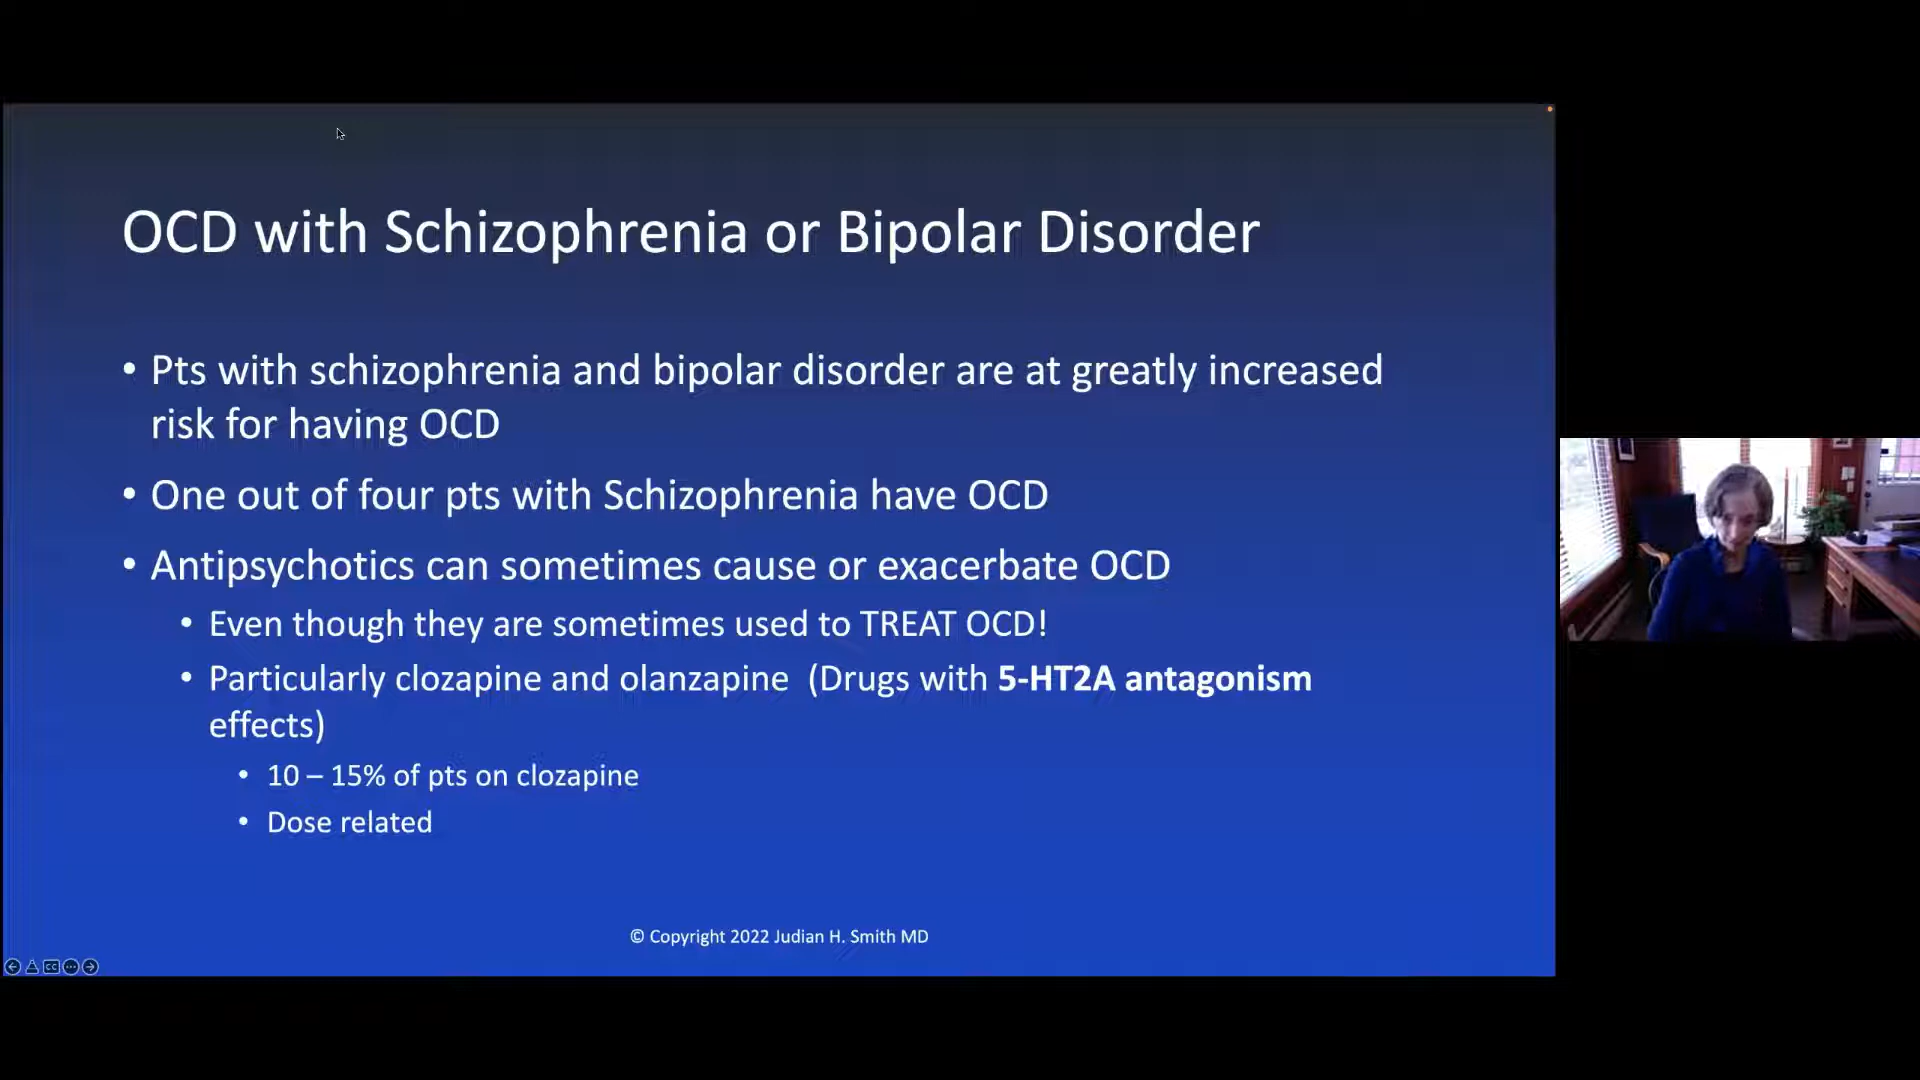 OCD with Schizophrenia or Bipolar Disorder
• Pts with schizophrenia and bipolar disorder are at greatly increased
risk for having OCD
• One out of four pts with Schizophrenia have OCD
• Antipsychotics can sometimes cause or exacerbate OCD
• Even though they are sometimes used to TREAT OCD!
• Particularly clozapine and olanzapine (Drugs with 5-HT2A antagonism
effects)
• 10 – 15% of pts on clozapine
• Dose related
© Copyright 2022 Judian H. Smith MD
CC